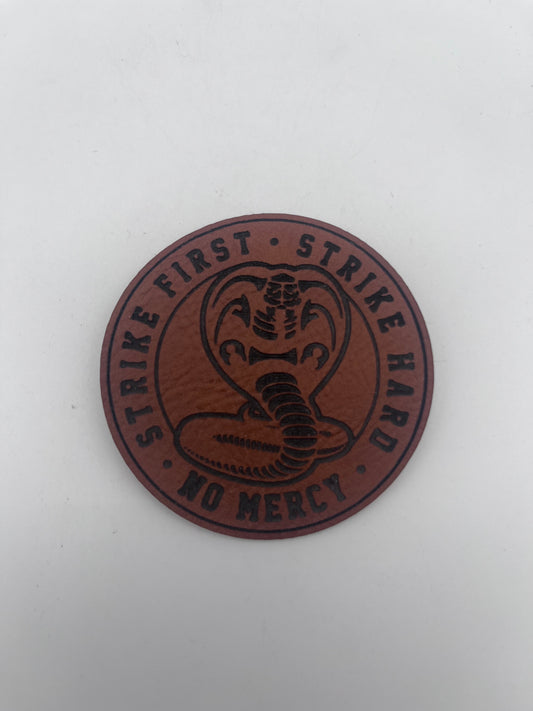 STRIKE FIRST • STRIKE HARD • NO MERCY •